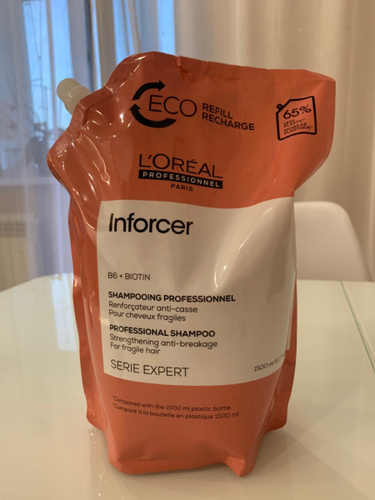 ECO
REFILL
RECHARGE
65%
L'ORÉAL
PROFESSIONNEL
PARIS
Inforcer
B6 + BIOTIN
SHAMPOOING PROFESSIONNEL
Renforçateur anti-casse
Pour cheveux fragiles
PROFESSIONAL SHAMPOO
Strengthening anti-breakage
For fragile hair
SERIE EXPERT
1500 ml
*Compared with the 1500 ml plastic bottle
*Comparé à la bouteille en plastique 1500 ml